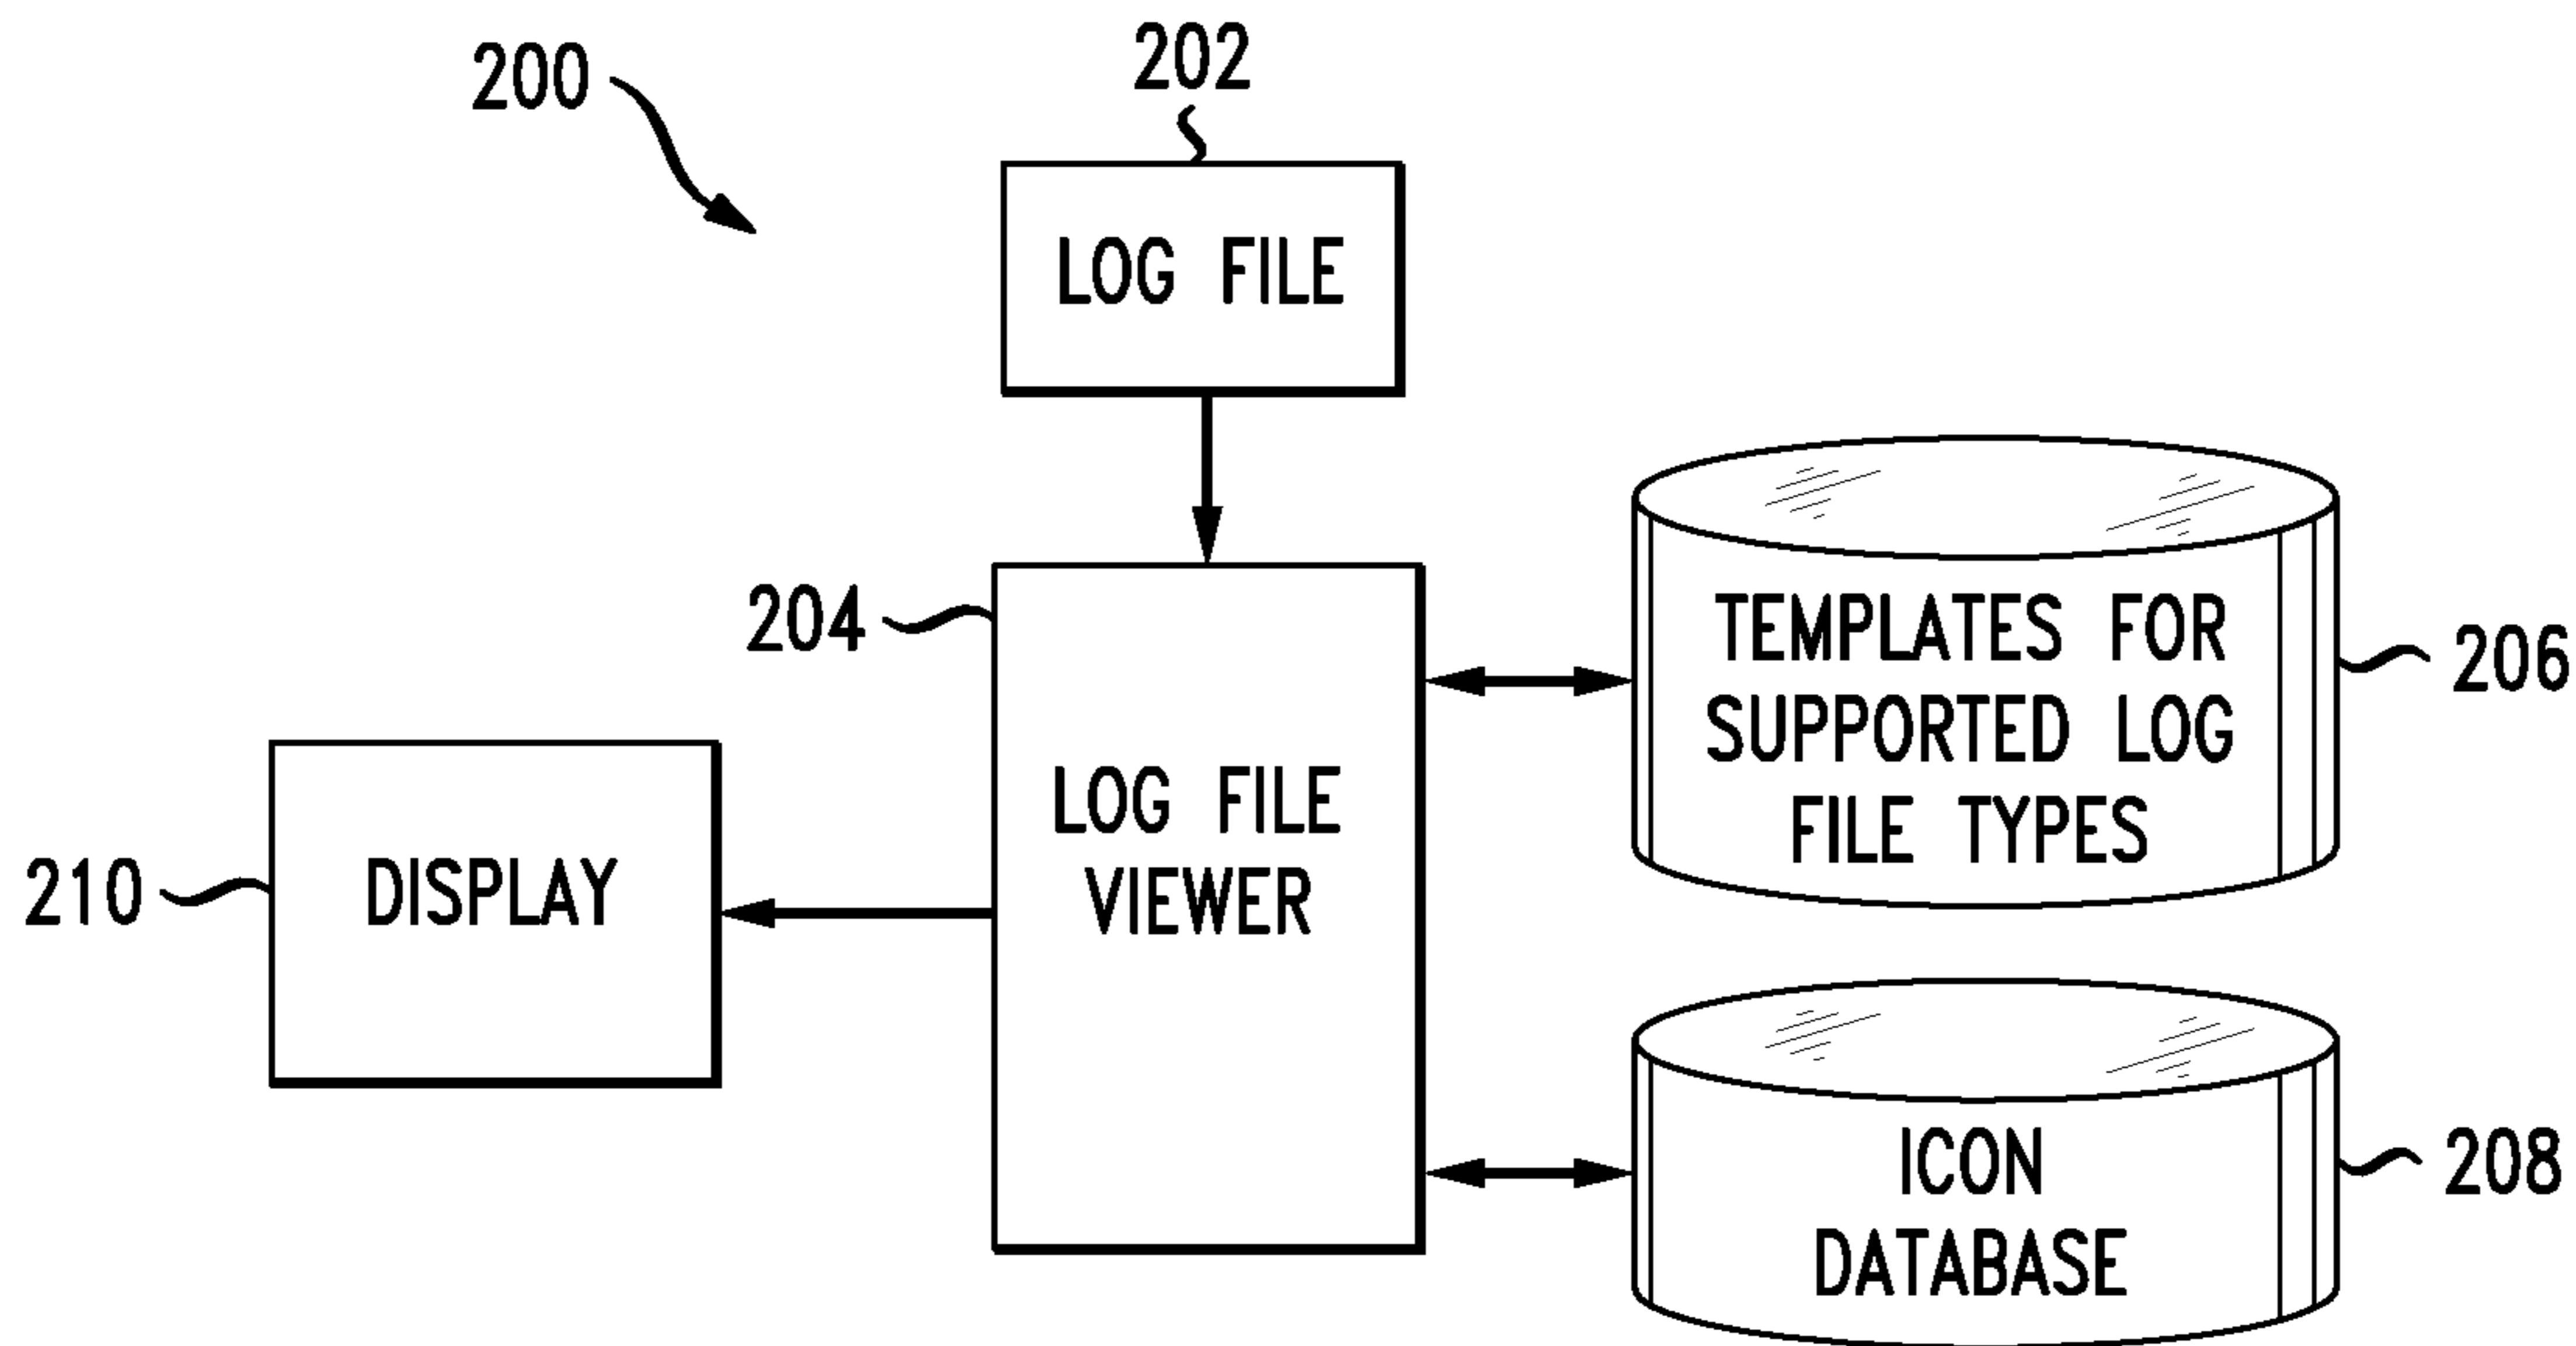 200
202
LOG FILE
204
TEMPLATES FOR
SUPPORTED LOG
FILE TYPES
206
LOG FILE
VIEWER
210
DISPLAY
ICON
DATABASE
208